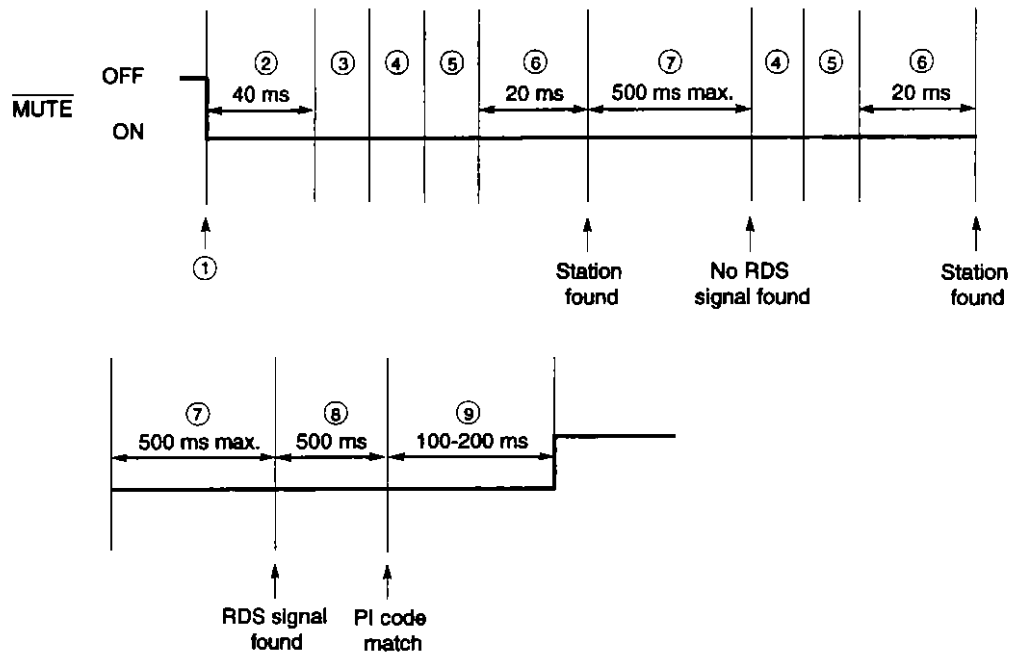 ② ③ ④ ⑤ ⑥ ⑦ ④ ⑤ ⑥
OFF
40 ms 20 ms 500 ms max. 20 ms
MUTE
ON
①
Station found
No RDS signal found
Station found
⑦ ⑧ ⑨
500 ms max. 500 ms 100-200 ms
RDS signal found
PI code match